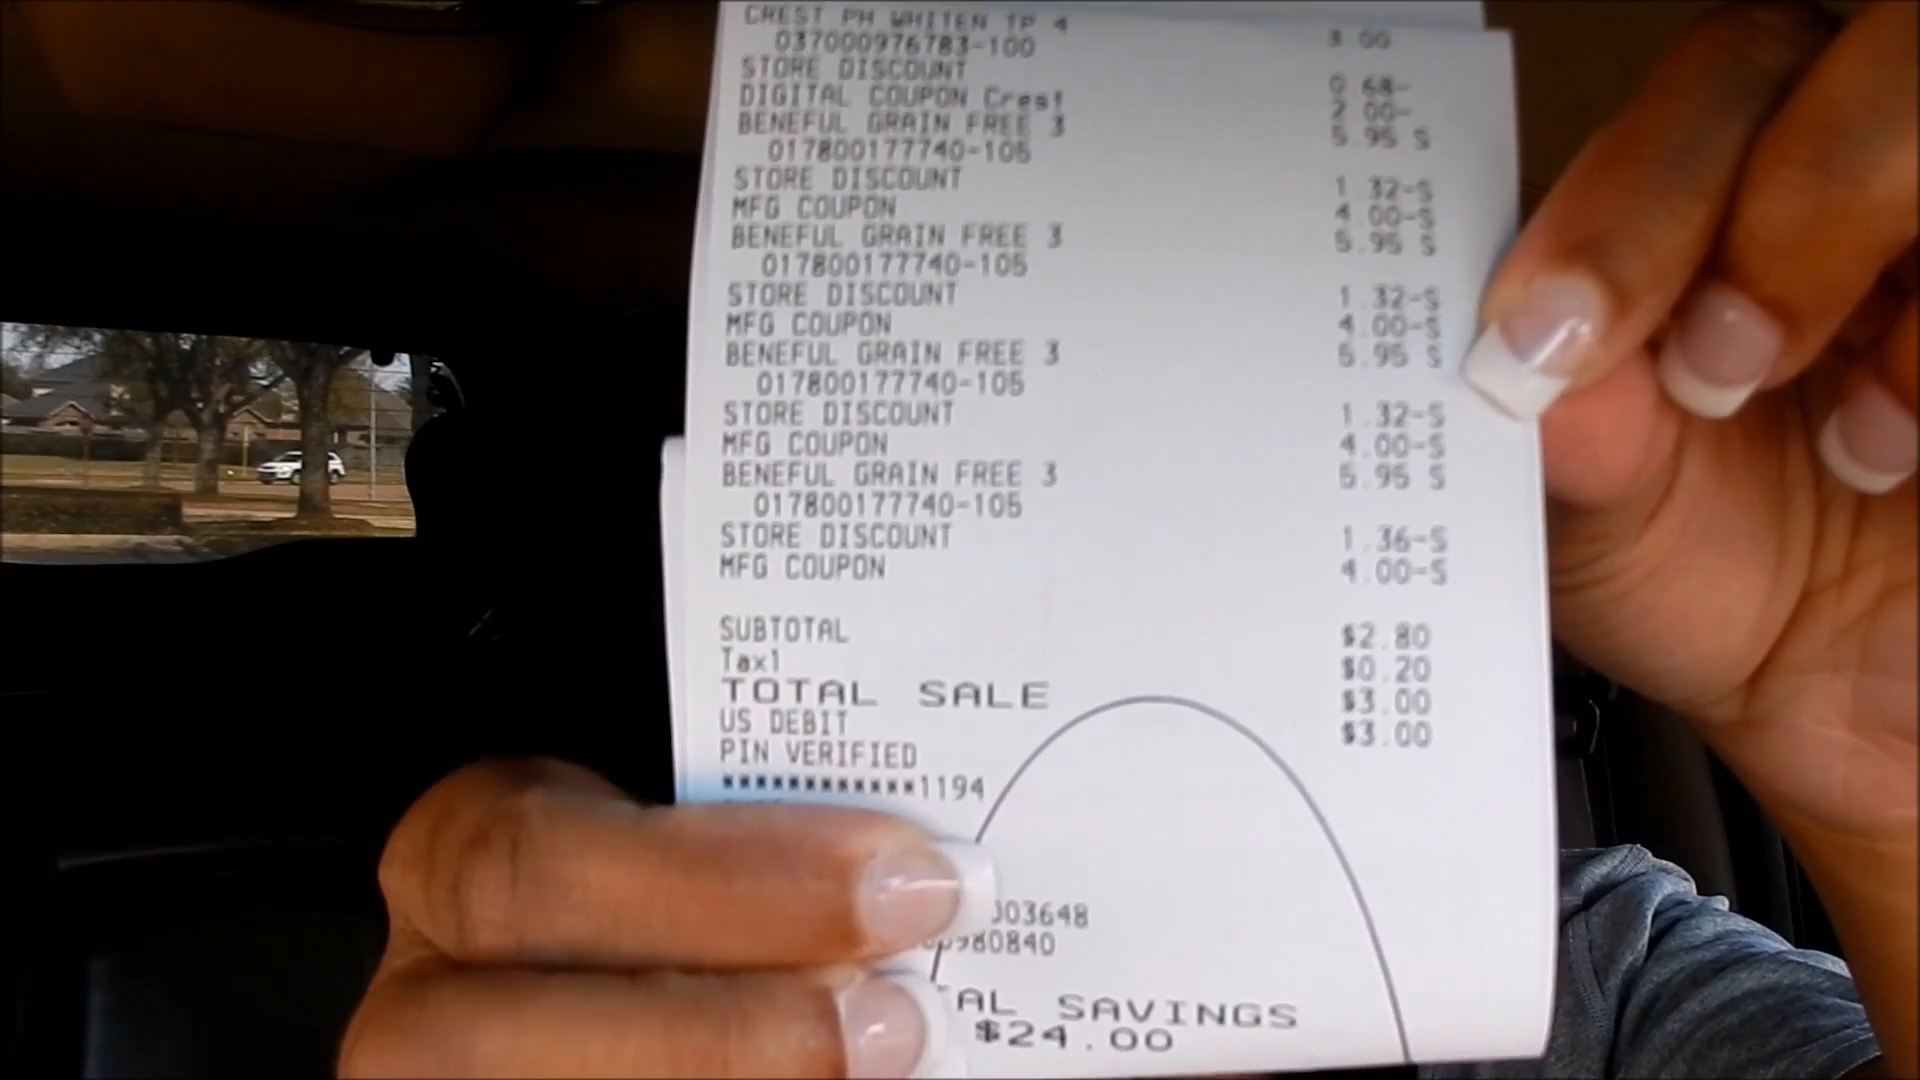 CREST PH WHITEN TP 4 3.00
037000976783-100
STORE DISCOUNT 0.68-
DIGITAL COUPON Crest 2.00-
BENEFUL GRAIN FREE 3 5.95 S
017800177740-105
STORE DISCOUNT 1.32-S
MFG COUPON 4.00-S
BENEFUL GRAIN FREE 3 5.95 S
017800177740-105
STORE DISCOUNT 1.32-S
MFG COUPON 4.00-S
BENEFUL GRAIN FREE 3 5.95 S
017800177740-105
STORE DISCOUNT 1.32-S
MFG COUPON 4.00-S
BENEFUL GRAIN FREE 3 5.95 S
017800177740-105
STORE DISCOUNT 1.36-S
MFG COUPON 4.00-S
SUBTOTAL $2.80
Tax1 $0.20
TOTAL SALE $3.00
US DEBIT $3.00
PIN VERIFIED
************1194
03648
980840
AL SAVINGS
$24.00